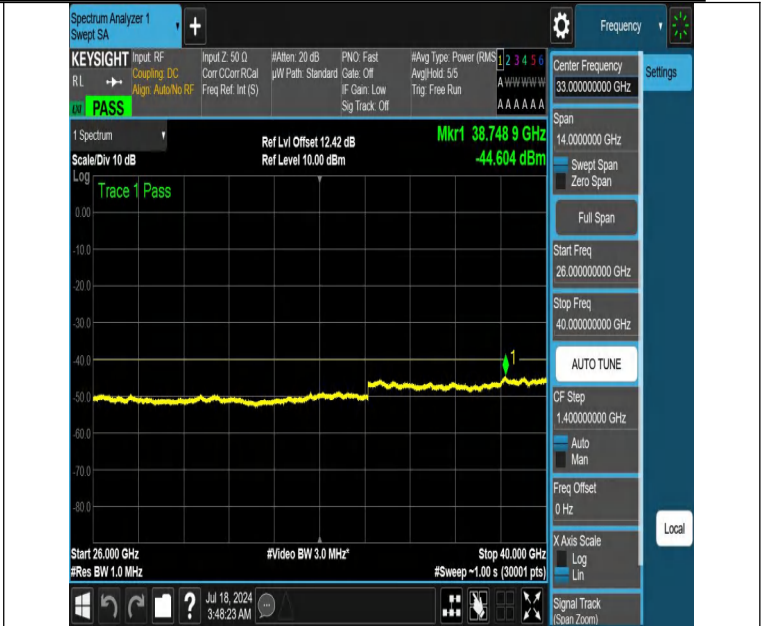 Spectrum Analyzer 1
Swept SA
+
Frequency
KEYSIGHT
RL
LXI
PASS
Input: RF
Coupling: DC
Align: Auto/No RF
Input Z: 50 Ω
Corr CCorr RCal
Freq Ref: Int (S)
#Atten: 20 dB
µW Path: Standard
PNO: Fast
Gate: Off
IF Gain: Low
Sig Track: Off
#Avg Type: Power (RMS
Avg|Hold: 5/5
Trig: Free Run
1 2 3 4 5 6
A W W W W W
A A A A A A
1 Spectrum
Scale/Div 10 dB
Ref Lvl Offset 12.42 dB
Ref Level 10.00 dBm
Mkr1 38.748 9 GHz
-44.604 dBm
Log
Trace 1 Pass
0.00
-10.0
-20.0
-30.0
-40.0
1
-50.0
-60.0
-70.0
-80.0
Start 26.000 GHz
#Res BW 1.0 MHz
#Video BW 3.0 MHz*
Stop 40.000 GHz
#Sweep ~1.00 s (30001 pts)
?
Jul 18, 2024
3:48:23 AM
Center Frequency
33.000000000 GHz
Settings
Span
14.0000000 GHz
Swept Span
Zero Span
Full Span
Start Freq
26.000000000 GHz
Stop Freq
40.000000000 GHz
AUTO TUNE
CF Step
1.400000000 GHz
Auto
Man
Freq Offset
0 Hz
X Axis Scale
Log
Lin
Local
Signal Track
(Span Zoom)